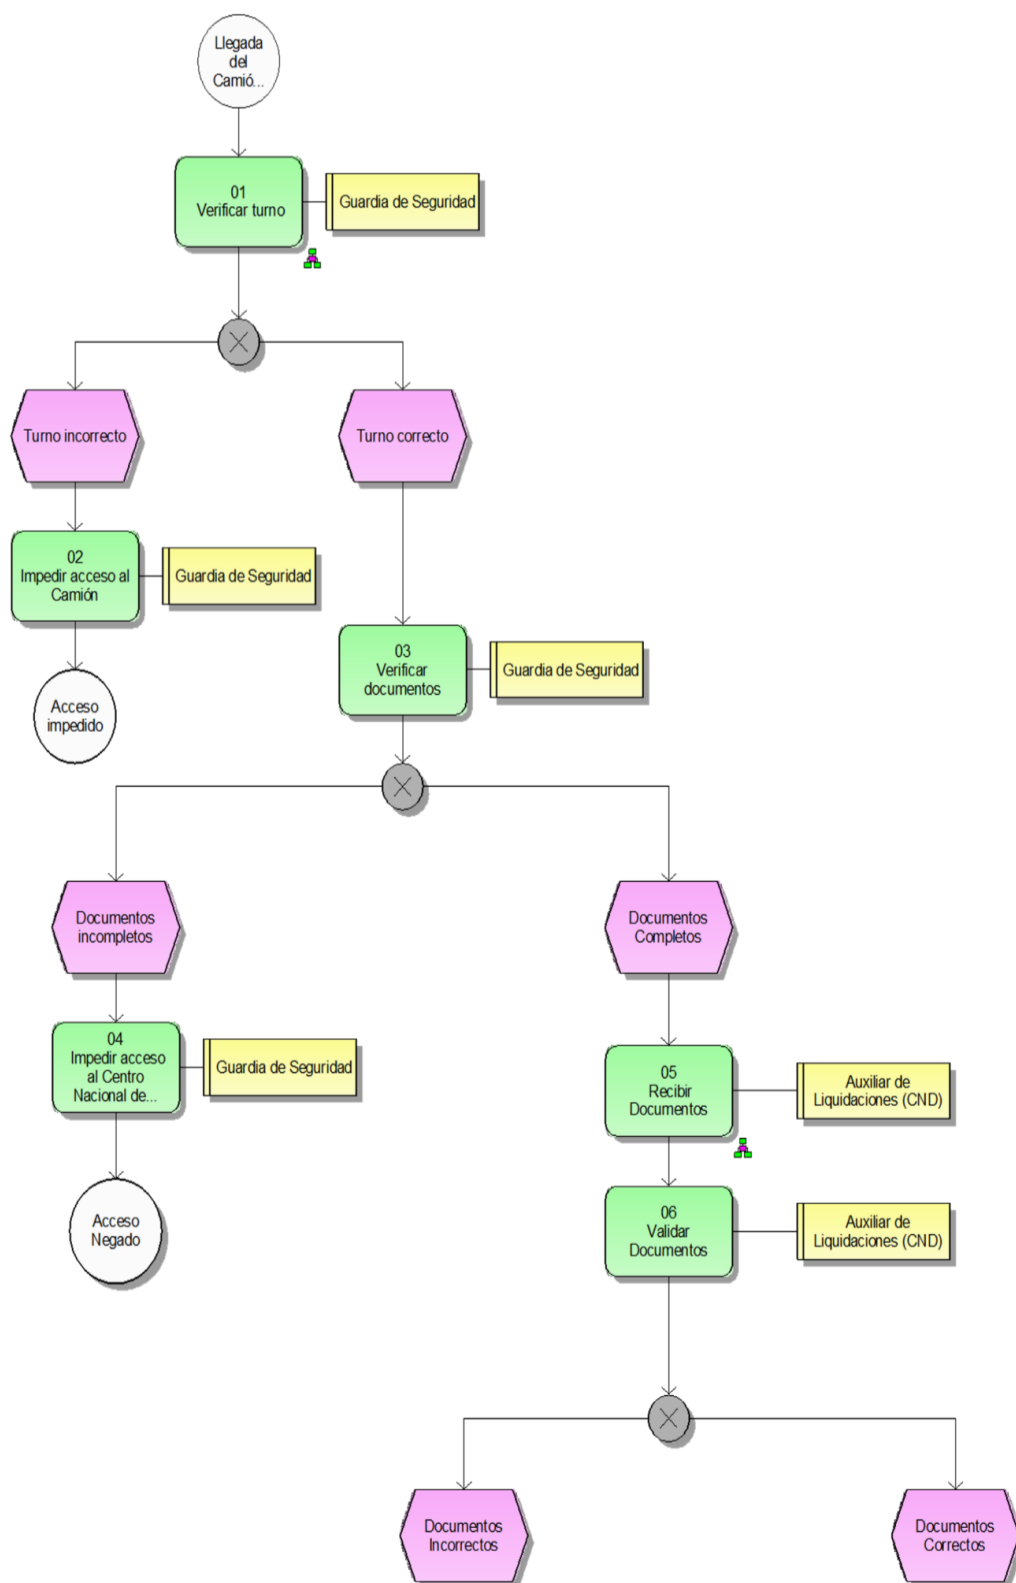 Llegada
del
Camió...
01
Verificar turno
Guardia de Seguridad
Turno incorrecto
Turno correcto
02
Impedir acceso al
Camión
Guardia de Seguridad
03
Verificar
documentos
Guardia de Seguridad
Acceso
impedido
Documentos
incompletos
Documentos
Completos
04
Impedir acceso
al Centro
Nacional de...
Guardia de Seguridad
05
Recibir
Documentos
Auxiliar de
Liquidaciones (CND)
Acceso
Negado
06
Validar
Documentos
Auxiliar de
Liquidaciones (CND)
Documentos
Incorrectos
Documentos
Correctos